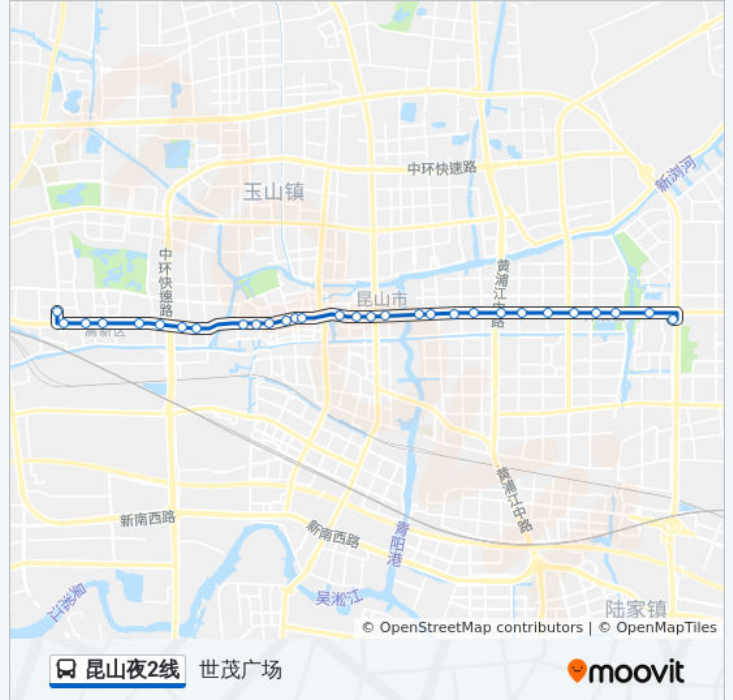 中环快速路
新浏河
玉山镇
中环快速路
黄浦江中路
昆山市
高新区
黄浦江中路
新南西路
新南西路
青阳港
吴淞江
吴淞江
陆家镇
© OpenStreetMap contributors | © OpenMapTiles
昆山夜2线 世茂广场
moovit